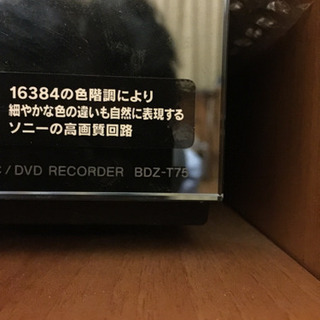 16384の色階調により
細やかな色の違いも自然に表現する
ソニーの高画質回路
/DVD RECORDER BDZ-T75